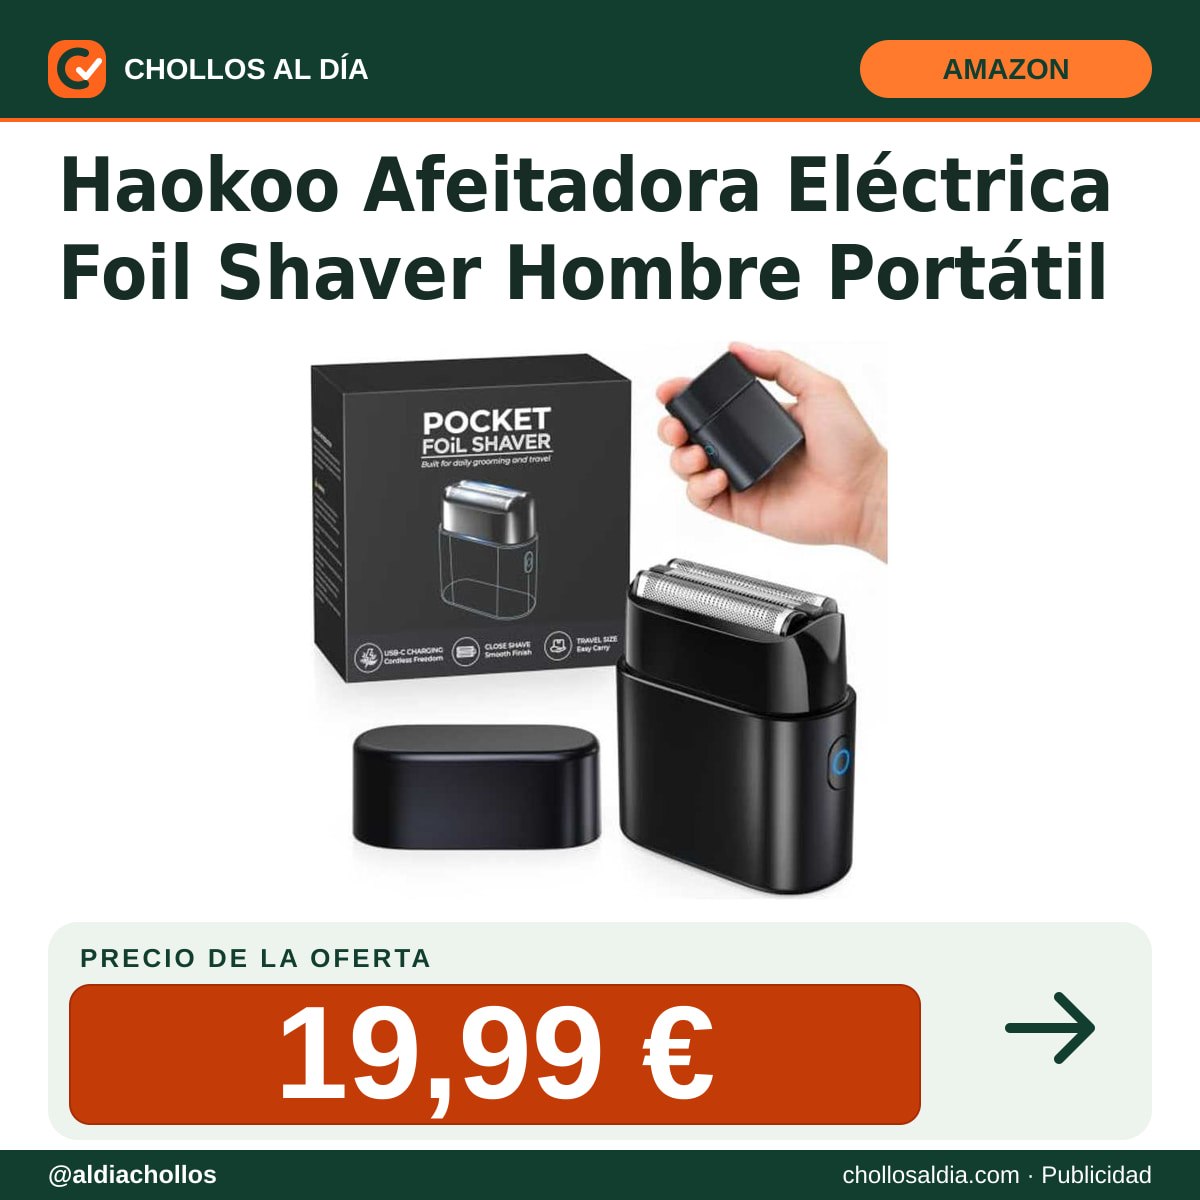 CHOLLOS AL DÍA
AMAZON
Haokoo Afeitadora Eléctrica
Foil Shaver Hombre Portátil
POCKET
FOiL SHAVER
Built for daily grooming and travel
USB-C CHARGING
Cordless Freedom
CLOSE SHAVE
Smooth Finish
TRAVEL SIZE
Easy Carry
PRECIO DE LA OFERTA
19,99 €
@aldiachollos
chollosaldia.com · Publicidad